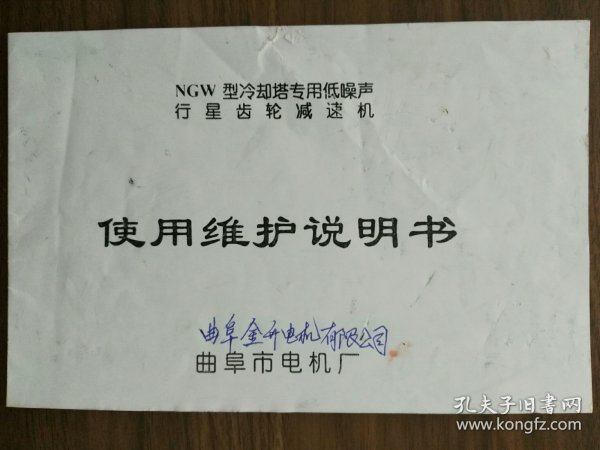 NGW 型冷却塔专用低噪声
行星齿轮减速机
使用维护说明书
曲阜金升电机有限公司
曲阜市电机厂
孔夫子旧书网
www.kongfz.com